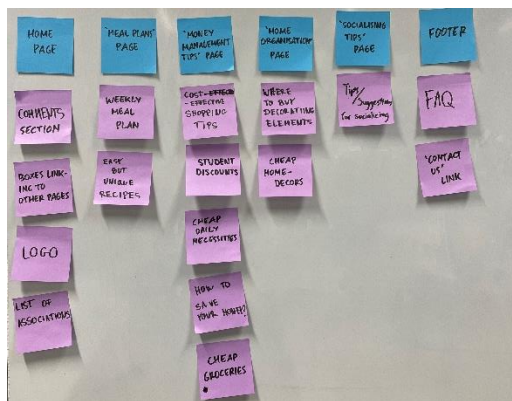 HOME
PAGE
"MEAL PLANS"
PAGE
"MONEY
MANAGEMENT
TIPS" PAGE
"HOME
ORGANISATION"
PAGE
"SOCIALISING
TIPS"
PAGE
FOOTER
COMMENTS
SECTION
BOXES LINK-
ING TO
OTHER PAGES
LOGO
LIST OF
ASSOCIATIONS
WEEKLY
MEAL
PLAN
EASY
BUT
UNIQUE
RECIPES
COST-EFFECTIV
-EFFECTIVE
SHOPPING
TIPS
STUDENT
DISCOUNTS
CHEAP
DAILY
NECESSITIES
HOW TO
SAVE
YOUR MONEY?
CHEAP
GROCERIES
WHERE
TO BUY
DECORATING
ELEMENTS
CHEAP
HOME-
DECORS
Tips/
Suggestions
for socializing
FAQ
"CONTACT
US"
LINK